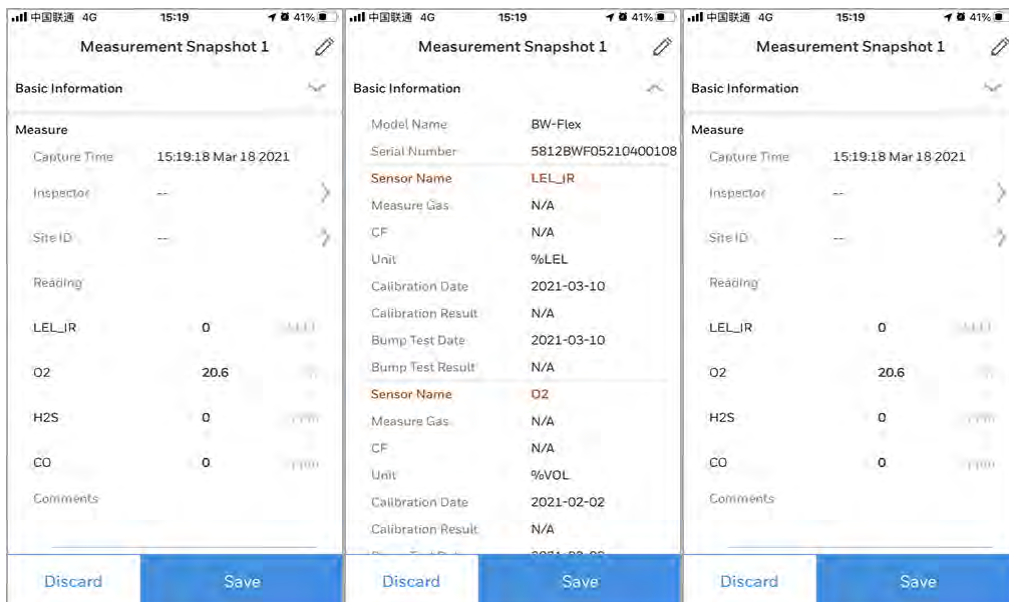 中国联通 4G 15:19 41%
Measurement Snapshot 1
Basic Information
Measure
Capture Time 15:19:18 Mar 18 2021
Inspector --
Site ID --
Reading
LEL_IR 0
O2 20.6
H2S 0
CO 0 ppm
Comments
Discard Save
中国联通 4G 15:19 41%
Measurement Snapshot 1
Basic Information
Model Name BW-Flex
Serial Number 5812BWF05210400108
Sensor Name LEL_IR
Measure Gas N/A
CF N/A
Unit %LEL
Calibration Date 2021-03-10
Calibration Result N/A
Bump Test Date 2021-03-10
Bump Test Result N/A
Sensor Name O2
Measure Gas N/A
CF N/A
Unit %VOL
Calibration Date 2021-02-02
Calibration Result N/A
Discard Save
中国联通 4G 15:19 41%
Measurement Snapshot 1
Basic Information
Measure
Capture Time 15:19:18 Mar 18 2021
Inspector --
Site ID --
Reading
LEL_IR 0
O2 20.6
H2S 0
CO 0 ppm
Comments
Discard Save